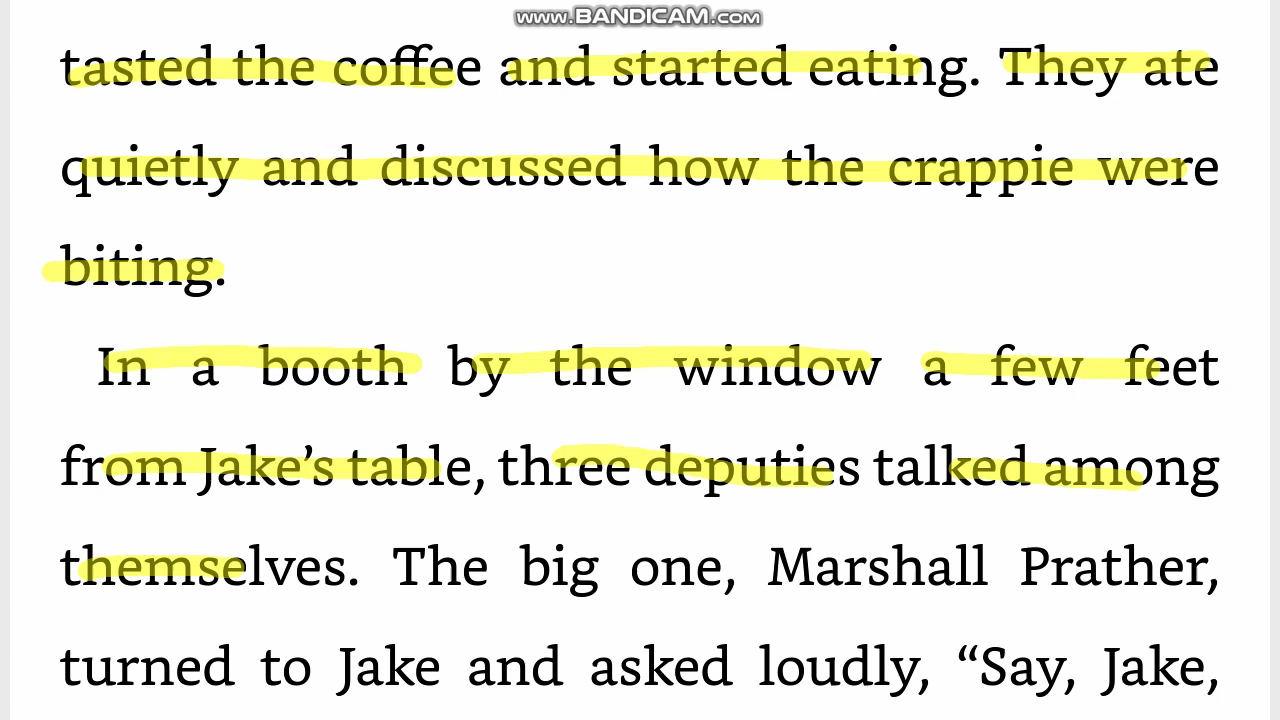 www.BANDICAM.com
tasted the coffee and started eating. They ate
quietly and discussed how the crappie were
biting.
In a booth by the window a few feet
from Jake’s table, three deputies talked among
themselves. The big one, Marshall Prather,
turned to Jake and asked loudly, “Say, Jake,